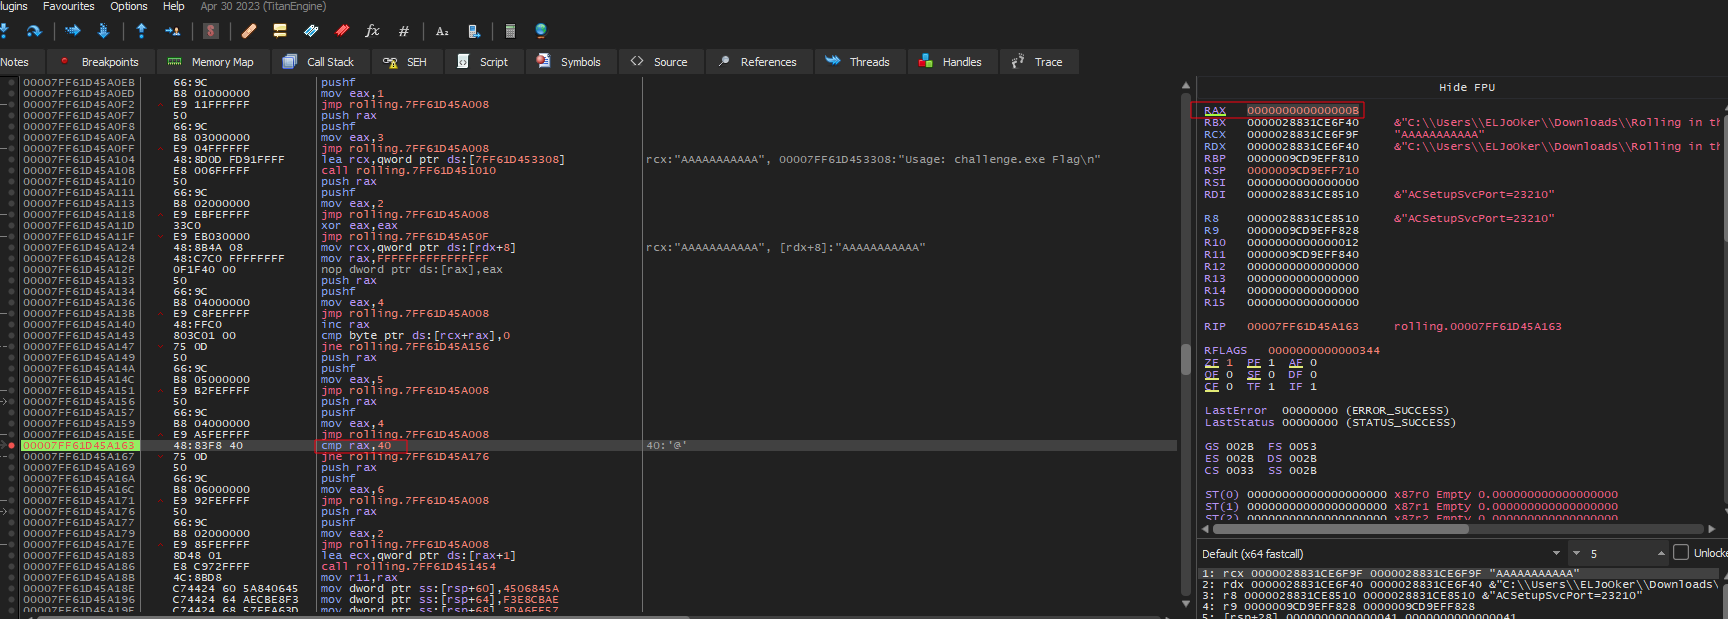 lugins Favourites Options Help Apr 30 2023 (TitanEngine)
Notes Breakpoints Memory Map Call Stack SEH Script Symbols Source References Threads Handles Trace
00007FF61D45A0EB 66:9C pushf
00007FF61D45A0ED B8 01000000 mov eax,1
00007FF61D45A0F2 E9 11FFFFFF jmp rolling.7FF61D45A008
00007FF61D45A0F7 50 push rax
00007FF61D45A0F8 66:9C pushf
00007FF61D45A0FA B8 03000000 mov eax,3
00007FF61D45A0FF E9 04FFFFFF jmp rolling.7FF61D45A008
00007FF61D45A104 48:8D0D FD91FFFF lea rcx,qword ptr ds:[7FF61D453308] rcx:"AAAAAAAAAAA", 00007FF61D453308:"Usage: challenge.exe Flag\n"
00007FF61D45A10B E8 006FFFFF call rolling.7FF61D451010
00007FF61D45A110 50 push rax
00007FF61D45A111 66:9C pushf
00007FF61D45A113 B8 02000000 mov eax,2
00007FF61D45A118 E9 EBFEFFFF jmp rolling.7FF61D45A008
00007FF61D45A11D 33C0 xor eax,eax
00007FF61D45A11F E9 EB030000 jmp rolling.7FF61D45A50F
00007FF61D45A124 48:8B4A 08 mov rcx,qword ptr ds:[rdx+8] rcx:"AAAAAAAAAAA", [rdx+8]:"AAAAAAAAAAA"
00007FF61D45A128 48:C7C0 FFFFFFFF mov rax,FFFFFFFFFFFFFFFF
00007FF61D45A12F 0F1F40 00 nop dword ptr ds:[rax],eax
00007FF61D45A133 50 push rax
00007FF61D45A134 66:9C pushf
00007FF61D45A136 B8 04000000 mov eax,4
00007FF61D45A13B E9 C8FEFFFF jmp rolling.7FF61D45A008
00007FF61D45A140 48:FFC0 inc rax
00007FF61D45A143 803C01 00 cmp byte ptr ds:[rcx+rax],0
00007FF61D45A147 75 0D jne rolling.7FF61D45A156
00007FF61D45A149 50 push rax
00007FF61D45A14A 66:9C pushf
00007FF61D45A14C B8 05000000 mov eax,5
00007FF61D45A151 E9 B2FEFFFF jmp rolling.7FF61D45A008
00007FF61D45A156 50 push rax
00007FF61D45A157 66:9C pushf
00007FF61D45A159 B8 04000000 mov eax,4
00007FF61D45A15E E9 A5FEFFFF jmp rolling.7FF61D45A008
00007FF61D45A163 48:83F8 40 cmp rax,40 40:'@'
00007FF61D45A167 75 0D jne rolling.7FF61D45A176
00007FF61D45A169 50 push rax
00007FF61D45A16A 66:9C pushf
00007FF61D45A16C B8 06000000 mov eax,6
00007FF61D45A171 E9 92FEFFFF jmp rolling.7FF61D45A008
00007FF61D45A176 50 push rax
00007FF61D45A177 66:9C pushf
00007FF61D45A179 B8 02000000 mov eax,2
00007FF61D45A17E E9 85FEFFFF jmp rolling.7FF61D45A008
00007FF61D45A183 8D48 01 lea ecx,qword ptr ds:[rax+1]
00007FF61D45A186 E8 C972FFFF call rolling.7FF61D451454
00007FF61D45A18B 4C:8BD8 mov r11,rax
00007FF61D45A18E C74424 60 5A840645 mov dword ptr ss:[rsp+60],4506845A
00007FF61D45A196 C74424 64 AECBE8F3 mov dword ptr ss:[rsp+64],F3E8CBAE
00007FF61D45A19E C74424 68 57FEA63D mov dword ptr ss:[rsp+68],3DA6FE57
Hide FPU
RAX 000000000000000B
RBX 0000028831CE6F40 &"C:\\Users\\ELJoOker\\Downloads\\Rolling in th
RCX 0000028831CE6F9F "AAAAAAAAAAA"
RDX 0000028831CE6F40 &"C:\\Users\\ELJoOker\\Downloads\\Rolling in th
RBP 0000009CD9EFF810
RSP 0000009CD9EFF710
RSI 0000000000000000
RDI 0000028831CE8510 &"ACSetupSvcPort=23210"
R8 0000028831CE8510 &"ACSetupSvcPort=23210"
R9 0000009CD9EFF828
R10 0000000000000012
R11 0000009CD9EFF840
R12 0000000000000000
R13 0000000000000000
R14 0000000000000000
R15 0000000000000000
RIP 00007FF61D45A163 rolling.00007FF61D45A163
RFLAGS 0000000000000344
ZF 1 PF 1 AF 0
OF 0 SF 0 DF 0
CF 0 TF 1 IF 1
LastError 00000000 (ERROR_SUCCESS)
LastStatus 00000000 (STATUS_SUCCESS)
GS 002B FS 0053
ES 002B DS 002B
CS 0033 SS 002B
ST(0) 00000000000000000000 x87r0 Empty 0.000000000000000000
ST(1) 00000000000000000000 x87r1 Empty 0.000000000000000000
ST(2) 00000000000000000000 x87r2 Empty 0.000000000000000000
Default (x64 fastcall) 5 Unlocke
1: rcx 0000028831CE6F9F 0000028831CE6F9F "AAAAAAAAAAA"
2: rdx 0000028831CE6F40 0000028831CE6F40 &"C:\\Users\\ELJoOker\\Downloads\
3: r8 0000028831CE8510 0000028831CE8510 &"ACSetupSvcPort=23210"
4: r9 0000009CD9EFF828 0000009CD9EFF828
5: [rsp+28] 0000000000000041 0000000000000041